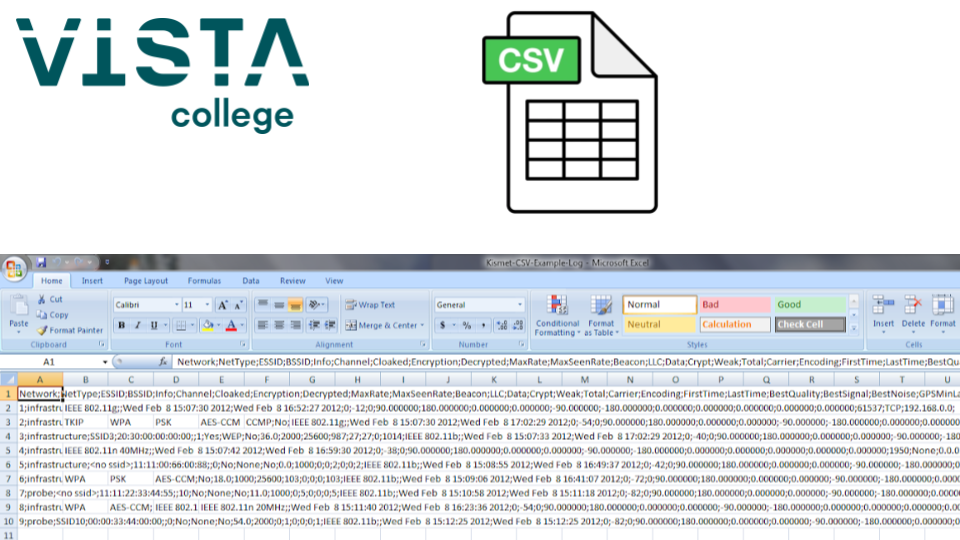 VISTA
college
CSV
Kismet-CSV-Example-Log - Microsoft Excel
Home Insert Page Layout Formulas Data Review View
Paste
Cut
Copy
Format Painter
Clipboard
Calibri 11 A A
B I U
Font
Wrap Text
Merge & Center
Alignment
General
$ % ,
Number
Conditional Formatting
Format as Table
Normal Bad Good
Neutral Calculation Check Cell
Styles
Insert Delete Format
Cells
A1 fx Network;NetType;ESSID;BSSID;Info;Channel;Cloaked;Encryption;Decrypted;MaxRate;MaxSeenRate;Beacon;LLC;Data;Crypt;Weak;Total;Carrier;Encoding;FirstTime;LastTime;BestQu
A B C D E F G H I J K L M N O P Q R S T U
1 Network;NetType;ESSID;BSSID;Info;Channel;Cloaked;Encryption;Decrypted;MaxRate;MaxSeenRate;Beacon;LLC;Data;Crypt;Weak;Total;Carrier;Encoding;FirstTime;LastTime;BestQuality;BestSignal;BestNoise;GPSMinLa
2 1;infrastru IEEE 802.11g;;Wed Feb 8 15:07:30 2012;Wed Feb 8 16:52:27 2012;0;-12;0;90.000000;180.000000;0.000000;0.000000;-90.000000;-180.000000;0.000000;0.000000;0.000000;0.000000;0.000000;61537;TCP;192.168.0.0;
3 2;infrastru TKIP WPA PSK AES-CCM CCMP;No; IEEE 802.11g;;Wed Feb 8 15:07:30 2012;Wed Feb 8 17:02:29 2012;0;-54;0;90.000000;180.000000;0.000000;0.000000;-90.000000;-180.000000;0.0
4 3;infrastructure;SSID3;20:30:00:00:00:00;;1;Yes;WEP;No;36.0;2000;25600;987;27;27;0;1014;IEEE 802.11b;;Wed Feb 8 15:07:33 2012;Wed Feb 8 17:02:29 2012;0;-40;0;90.000000;180.000000;0.000000;0.000000;-90.000000;-180
5 4;infrastru IEEE 802.11n 40MHz;;Wed Feb 8 15:07:42 2012;Wed Feb 8 16:59:30 2012;0;-38;0;90.000000;180.000000;0.000000;0.000000;-90.000000;-180.000000;0.000000;0.000000;0.000000;0.000000;0.000000;1950;None;0.0.
6 5;infrastructure;<no ssid>;11:11:00:66:00:88;;0;No;None;No;0.0;1000;0;0;2;0;0;2;IEEE 802.11b;;Wed Feb 8 15:08:55 2012;Wed Feb 8 16:49:37 2012;0;-42;0;90.000000;180.000000;0.000000;0.000000;-90.000000;-180.000000;0.
7 6;infrastru WPA PSK AES-CCM;No;18.0;1000;25600;103;0;0;0;103;IEEE 802.11b;;Wed Feb 8 15:09:06 2012;Wed Feb 8 16:41:07 2012;0;-72;0;90.000000;180.000000;0.000000;0.000000;-90.000000;
8 7;probe;<no ssid>;11:11:22:33:44:55;;10;No;None;No;11.0;1000;0;5;0;0;0;5;IEEE 802.11b;;Wed Feb 8 15:10:58 2012;Wed Feb 8 15:11:18 2012;0;-82;0;90.000000;180.000000;0.000000;0.000000;-90.000000;-180.000000;0.0000
9 8;infrastru WPA AES-CCM; IEEE 802.1 IEEE 802.11n 20MHz;;Wed Feb 8 15:11:40 2012;Wed Feb 8 16:23:36 2012;0;-54;0;90.000000;180.000000;0.000000;0.000000;-90.000000;-180.000000;0.000000;0.000000;0.00
10 9;probe;SSID10;00:00:33:44:00:00;;0;No;None;No;54.0;2000;0;1;0;0;0;1;IEEE 802.11b;;Wed Feb 8 15:12:25 2012;Wed Feb 8 15:12:25 2012;0;-82;0;90.000000;180.000000;0.000000;0.000000;-90.000000;-180.000000;0.0000
11